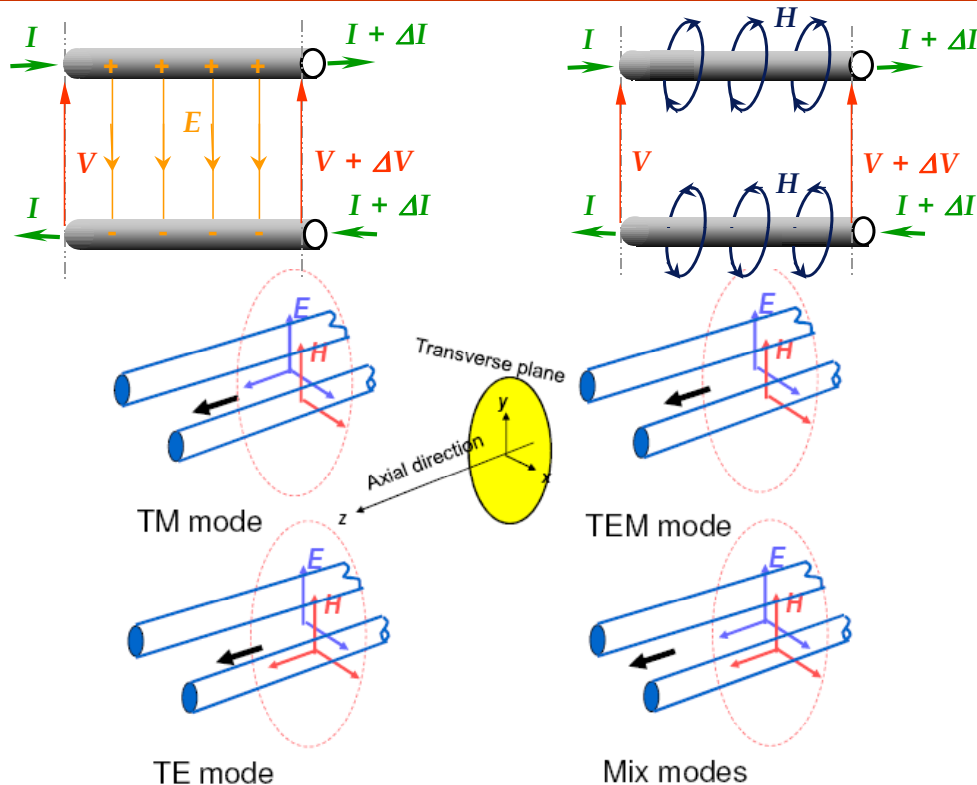 I
I + ΔI
+ + + +
E
V
V + ΔV
I
I + ΔI
- - - -
H
I
I + ΔI
V
H
V + ΔV
I
I + ΔI
- - -
E
H
TM mode
Transverse plane
y
x
Axial direction
z
E
H
TEM mode
E
H
TE mode
E
H
Mix modes